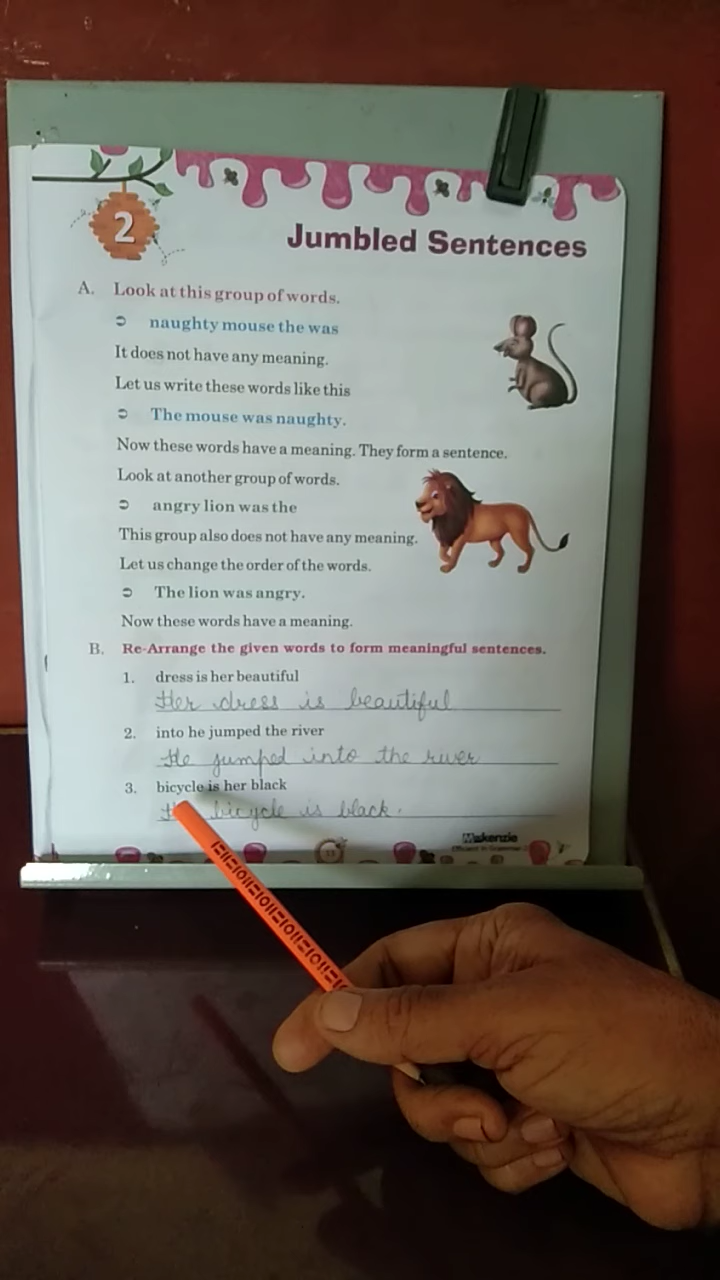 2
Jumbled Sentences
A. Look at this group of words.
naughty mouse the was
It does not have any meaning.
Let us write these words like this
The mouse was naughty.
Now these words have a meaning. They form a sentence.
Look at another group of words.
angry lion was the
This group also does not have any meaning.
Let us change the order of the words.
The lion was angry.
Now these words have a meaning.
B. Re-Arrange the given words to form meaningful sentences.
1. dress is her beautiful
Her dress is beautiful
2. into he jumped the river
He jumped into the river
3. bicycle is her black
bicycle is black.
Makenzie
13